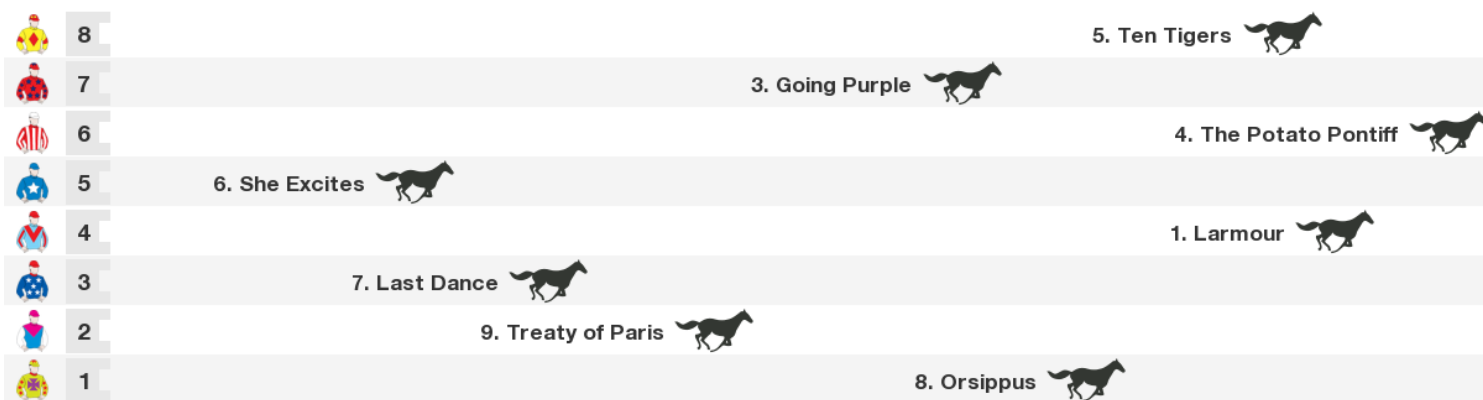 8 5. Ten Tigers
7 3. Going Purple
6 4. The Potato Pontiff
5 6. She Excites
4 1. Larmour
3 7. Last Dance
2 9. Treaty of Paris
1 8. Orsippus